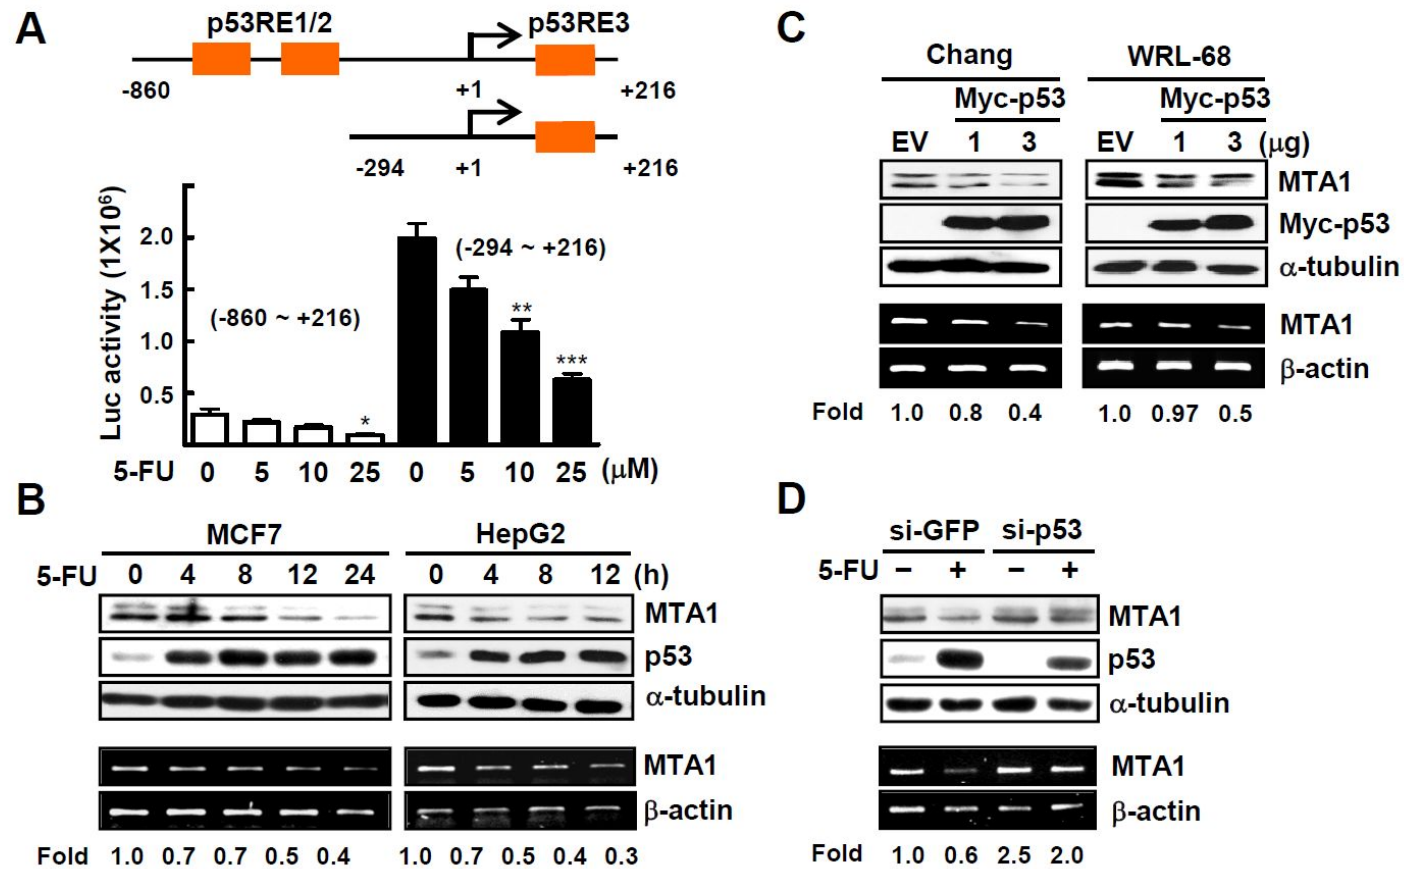 A
p53RE1/2
p53RE3
-860
+1
+216
-294
+1
+216
Luc activity (1X10⁶)
2.0
1.5
1.0
0.5
(-860 ~ +216)
(-294 ~ +216)
*
**
***
5-FU 0 5 10 25 0 5 10 25 (μM)
B
MCF7
HepG2
5-FU 0 4 8 12 24 0 4 8 12 (h)
MTA1
p53
α-tubulin
MTA1
β-actin
Fold 1.0 0.7 0.7 0.5 0.4 1.0 0.7 0.5 0.4 0.3
C
Chang
WRL-68
Myc-p53
Myc-p53
EV 1 3 EV 1 3 (μg)
MTA1
Myc-p53
α-tubulin
MTA1
β-actin
Fold 1.0 0.8 0.4 1.0 0.97 0.5
D
si-GFP si-p53
5-FU − + − +
MTA1
p53
α-tubulin
MTA1
β-actin
Fold 1.0 0.6 2.5 2.0